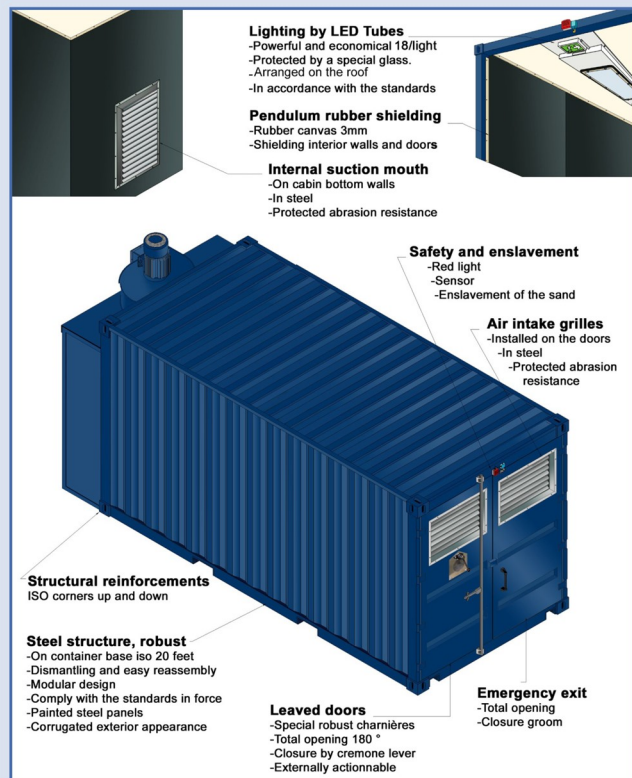 Lighting by LED Tubes
-Powerful and economical 18/light
-Protected by a special glass.
-Arranged on the roof
-In accordance with the standards
Pendulum rubber shielding
-Rubber canvas 3mm
-Shielding interior walls and doors
Internal suction mouth
-On cabin bottom walls
-In steel
-Protected abrasion resistance
Safety and enslavement
-Red light
-Sensor
-Enslavement of the sand
Air intake grilles
-Installed on the doors
-In steel
-Protected abrasion
resistance
Structural reinforcements
ISO corners up and down
Steel structure, robust
-On container base iso 20 feet
-Dismantling and easy reassembly
-Modular design
-Comply with the standards in force
-Painted steel panels
-Corrugated exterior appearance
Leaved doors
-Special robust charnières
-Total opening 180 °
-Closure by cremone lever
-Externally actionnable
Emergency exit
-Total opening
-Closure groom